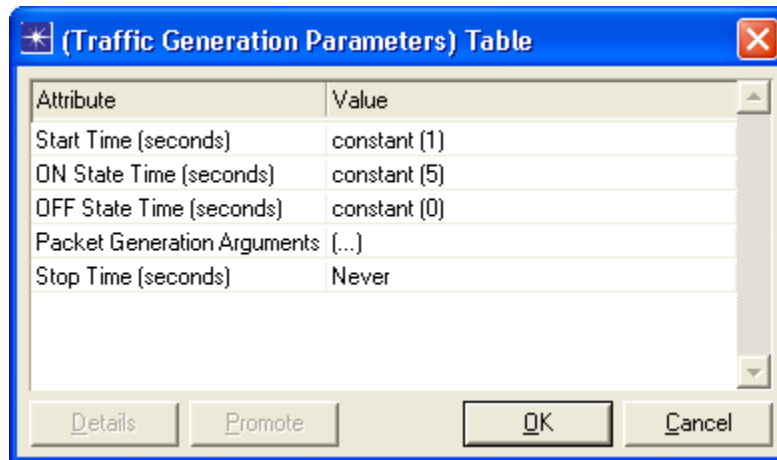 (Traffic Generation Parameters) Table
Attribute Value
Start Time (seconds) constant (1)
ON State Time (seconds) constant (5)
OFF State Time (seconds) constant (0)
Packet Generation Arguments (...)
Stop Time (seconds) Never
Details Promote OK Cancel